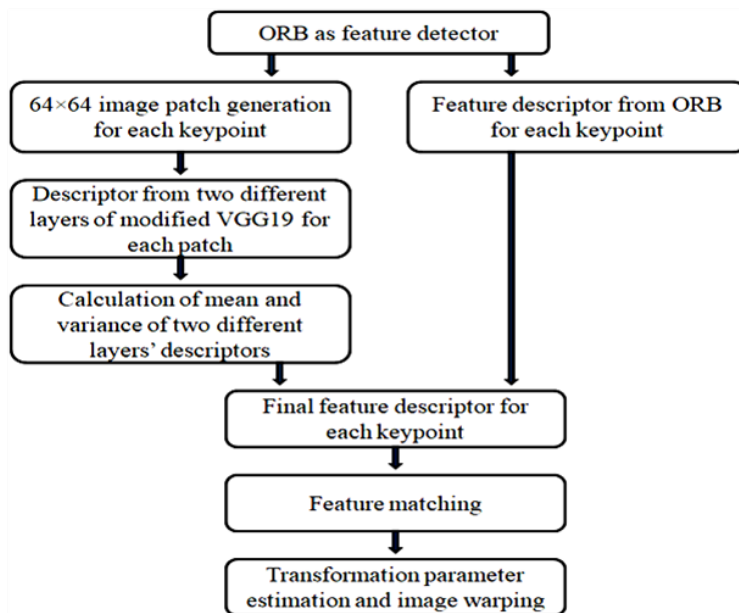 ORB as feature detector
64×64 image patch generation
for each keypoint
Feature descriptor from ORB
for each keypoint
Descriptor from two different
layers of modified VGG19 for
each patch
Calculation of mean and
variance of two different
layers' descriptors
Final feature descriptor for
each keypoint
Feature matching
Transformation parameter
estimation and image warping